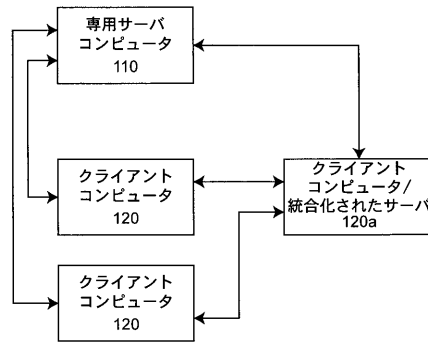 専用サーバ
コンピュータ
110
クライアント
コンピュータ
120
クライアント
コンピュータ/
統合化されたサーバ
120a
クライアント
コンピュータ
120